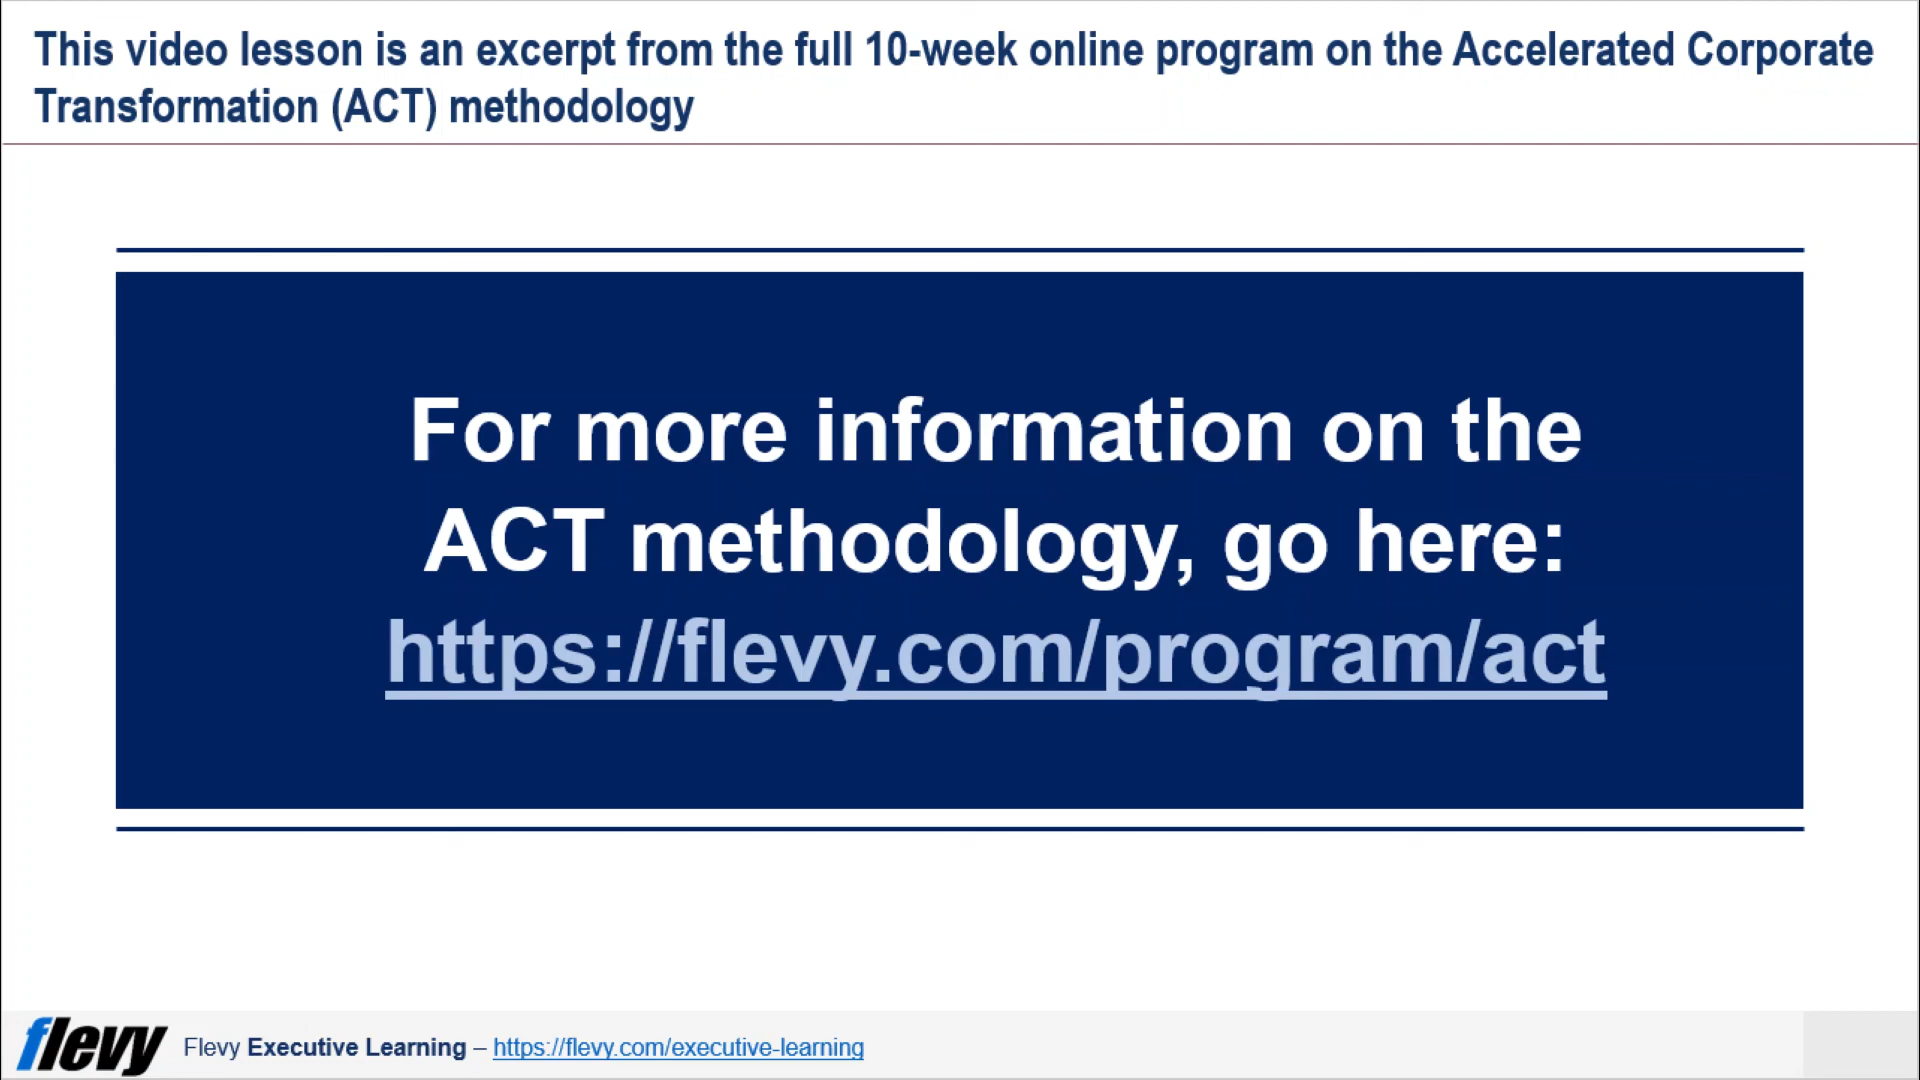 This video lesson is an excerpt from the full 10-week online program on the Accelerated Corporate
Transformation (ACT) methodology
For more information on the
ACT methodology, go here:
https://flevy.com/program/act
flevy
Flevy Executive Learning – https://flevy.com/executive-learning